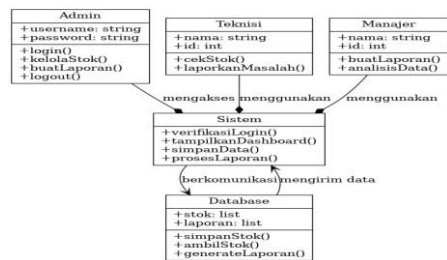 Admin
+username: string
+password: string
+login()
+kelolaStok()
+buatLaporan()
+logout()
Teknisi
+nama: string
+id: int
+cekStok()
+laporkanMasalah()
Manajer
+nama: string
+id: int
+buatLaporan()
+analisisData()
mengakses
menggunakan
menggunakan
Sistem
+verifikasiLogin()
+tampilkanDashboard()
+simpanData()
+prosesLaporan()
berkomunikasi
mengirim data
Database
+stok: list
+laporan: list
+simpanStok()
+ambilStok()
+generateLaporan()